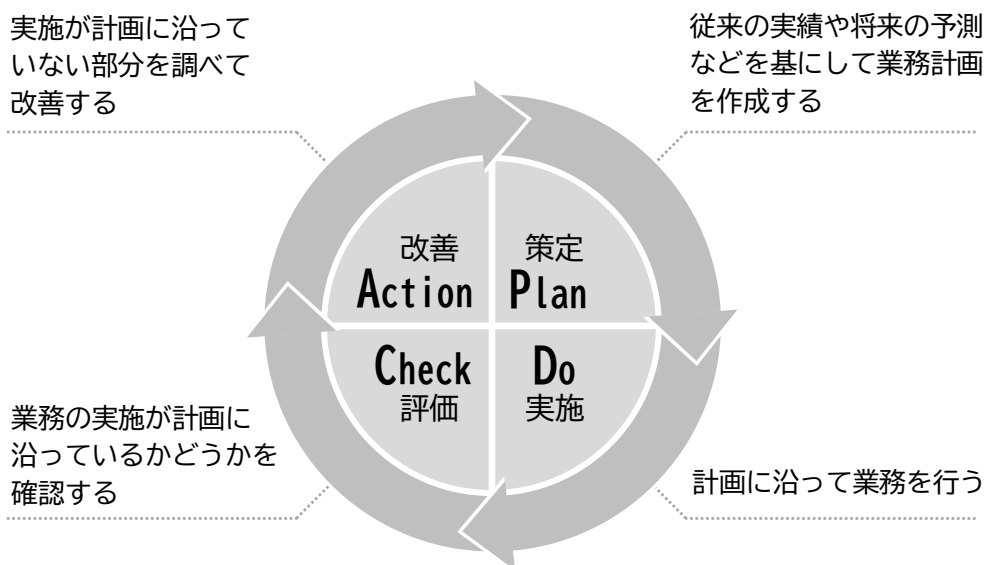 実施が計画に沿って
いない部分を調べて
改善する
従来の実績や将来の予測
などを基にして業務計画
を作成する
改善
Action
策定
Plan
Check
評価
Do
実施
業務の実施が計画に
沿っているかどうかを
確認する
計画に沿って業務を行う